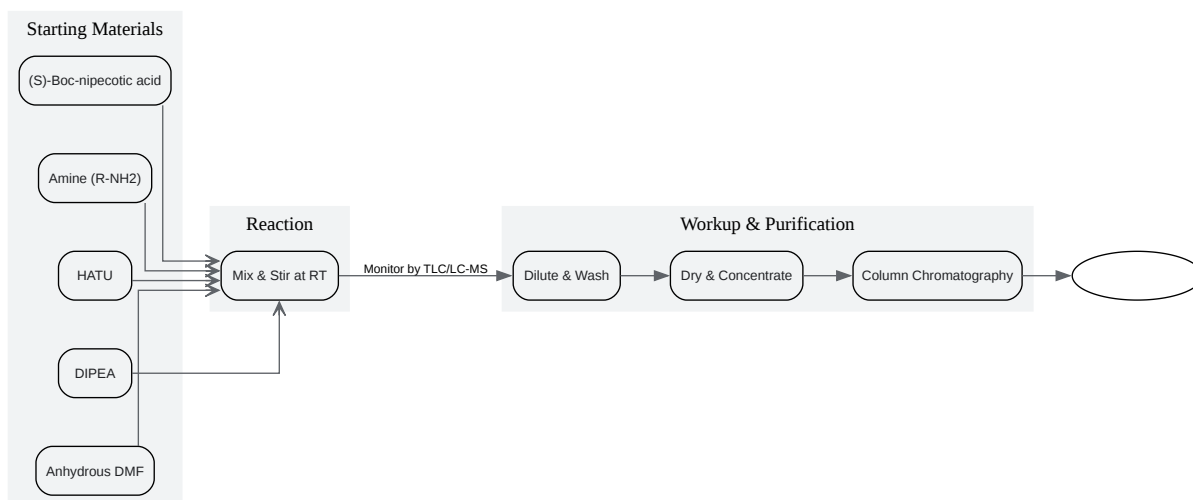 Starting Materials
(S)-Boc-nipecotic acid
Amine (R-NH2)
HATU
DIPEA
Anhydrous DMF
Reaction
Mix & Stir at RT
Monitor by TLC/LC-MS
Workup & Purification
Dilute & Wash
Dry & Concentrate
Column Chromatography